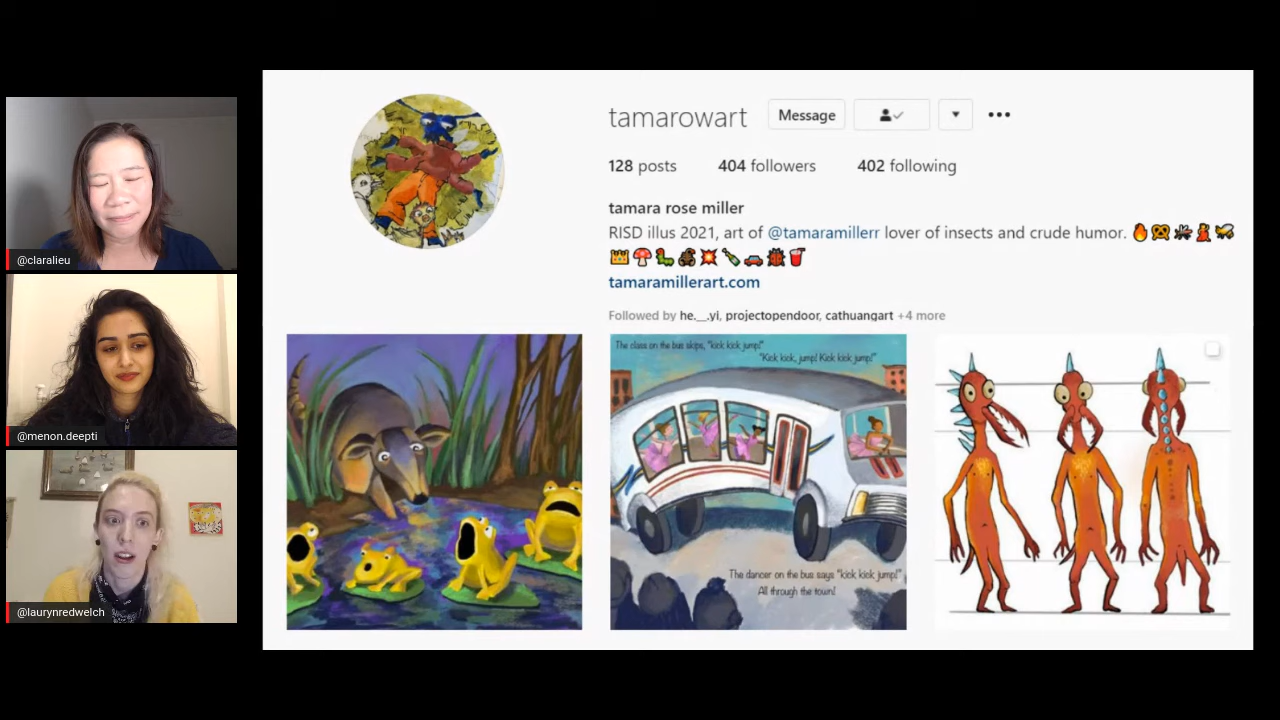 @claralieu
@menon.deepti
@laurynredwelch
tamarowart Message
128 posts 404 followers 402 following
tamara rose miller
RISD illus 2021, art of @tamaramillerr lover of insects and crude humor. 🔥🥨🦟💃🐝
👑🍄🐛🧸💥🍾🚗🐞🥤
tamaramillerart.com
Followed by he.__.yi, projectopendoor, cathuangart +4 more
The class on the bus skips, "kick kick jump!"
"Kick kick, jump! Kick kick jump!"
The dancer on the bus says "kick kick jump!"
All through the town!